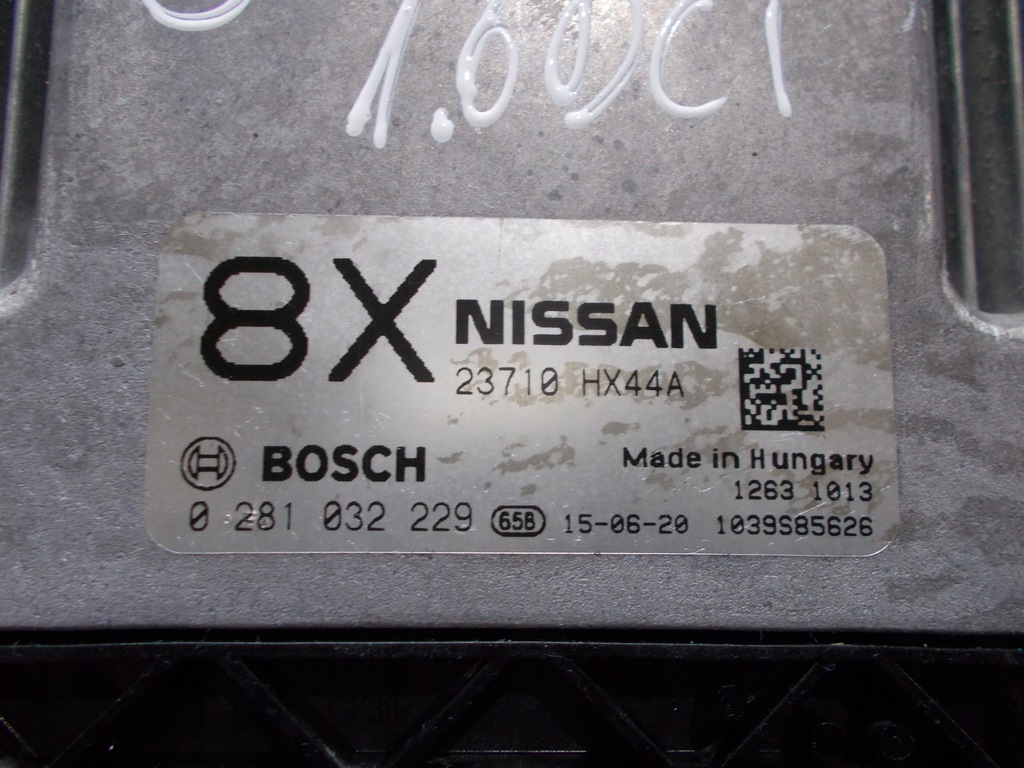 1.6DCI
8X NISSAN
23710 HX44A
BOSCH
Made in Hungary
1263 1013
0 281 032 229 65B 15-06-20 1039S85626